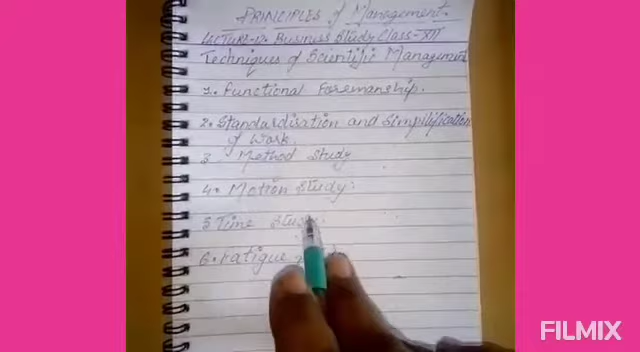 PRINCIPLES of Management.
LECTURE-12. Business Study Class-XII
Techniques of Scientific Management
1. Functional Foremanship.
2. Standardisation and Simplification
of Work.
3 Method Study
4. Motion Study.
5 Time Study.
6. Fatigue
FILMIX